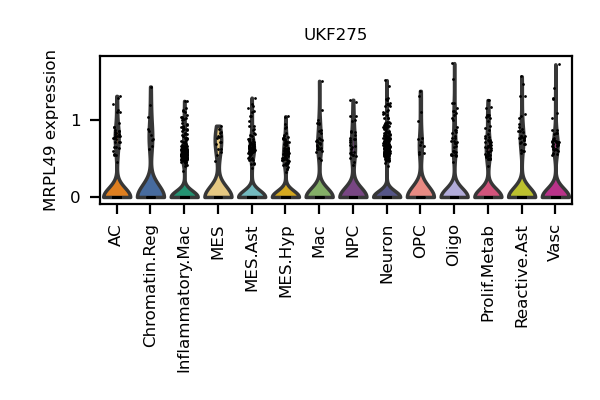 UKF275
MRPL49 expression
1
0
AC
Chromatin.Reg
Inflammatory.Mac
MES
MES.Ast
MES.Hyp
Mac
NPC
Neuron
OPC
Oligo
Prolif.Metab
Reactive.Ast
Vasc